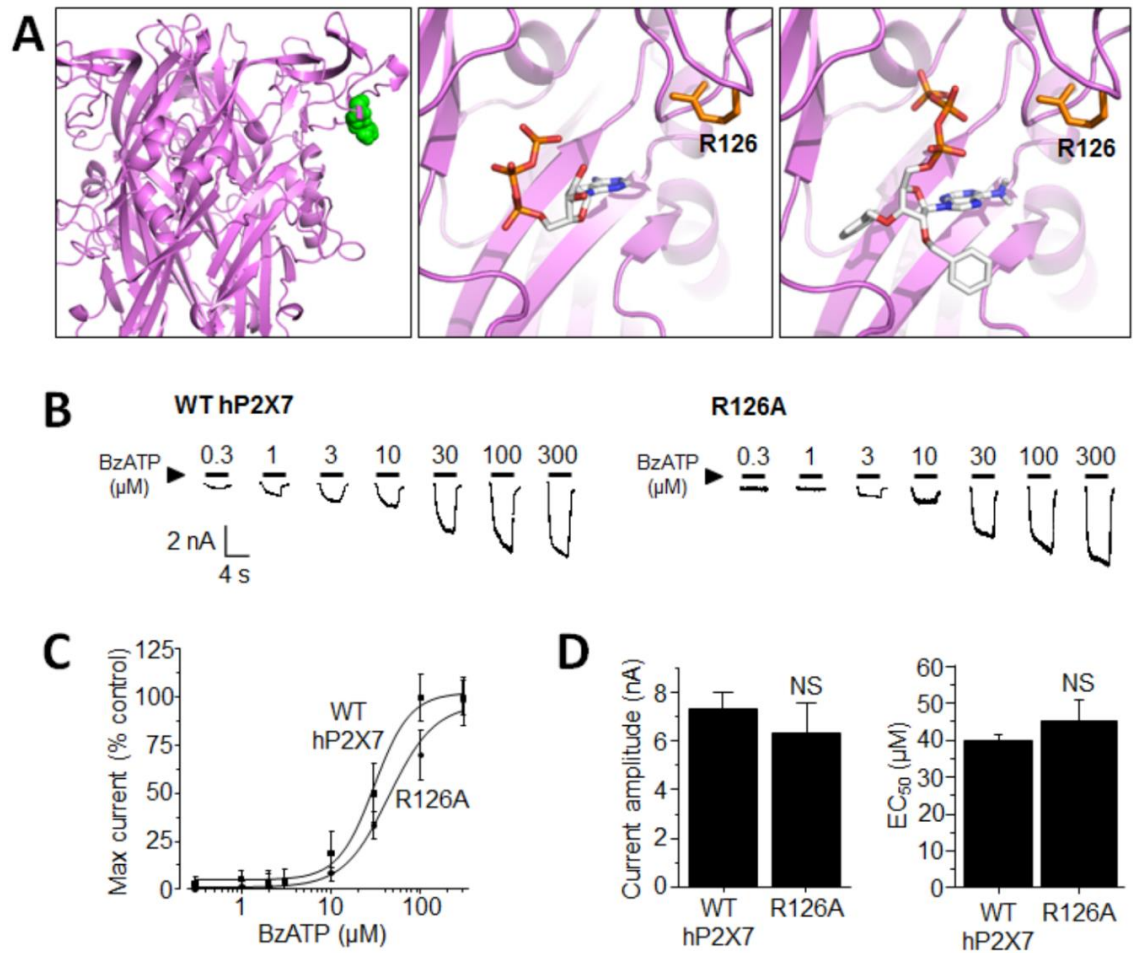 A
R126
R126
B
WT hP2X7
R126A
BzATP
(µM)
0.3 1 3 10 30 100 300
2 nA
4 s
BzATP
(µM)
0.3 1 3 10 30 100 300
C
Max current (% control)
125
100
75
50
25
0
WT
hP2X7
R126A
1 10 100
BzATP (µM)
D
Current amplitude (nA)
8
6
4
2
0
NS
WT
hP2X7
R126A
EC50 (µM)
60
50
40
30
20
10
0
NS
WT
hP2X7
R126A